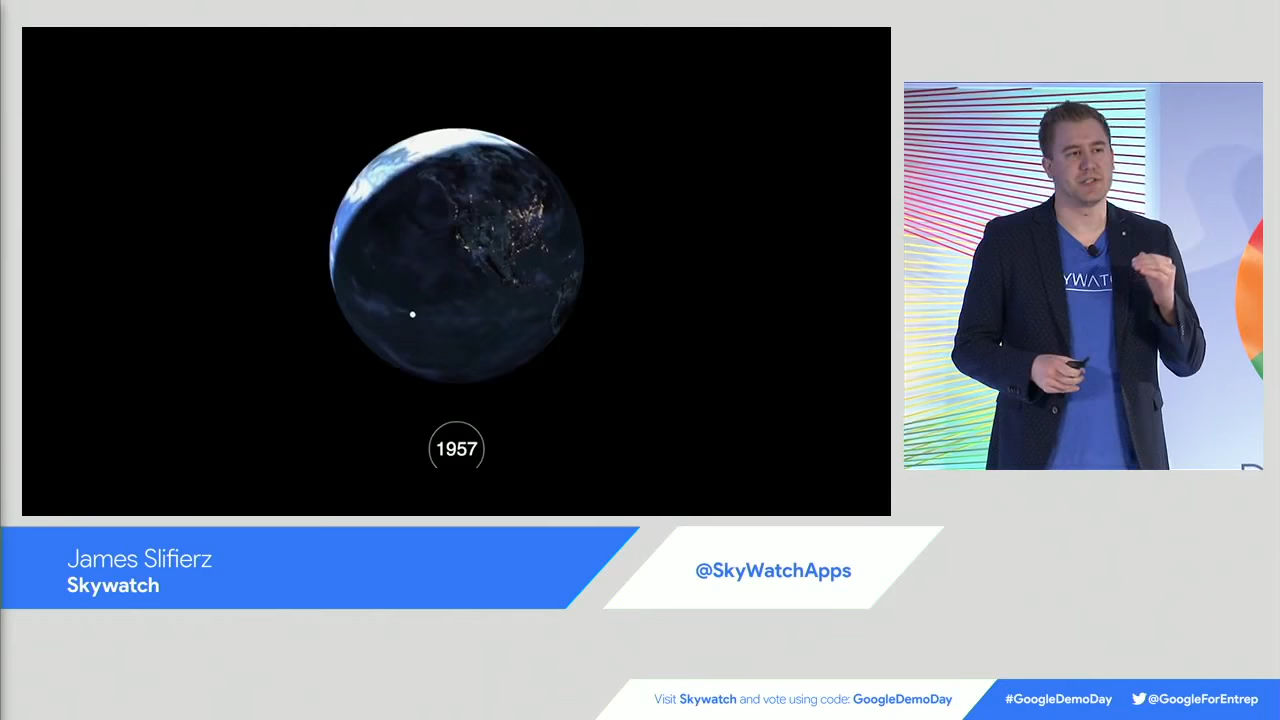 1957
James Slifierz
Skywatch
@SkyWatchApps
Visit Skywatch and vote using code: GoogleDemoDay
#GoogleDemoDay @GoogleForEntrep